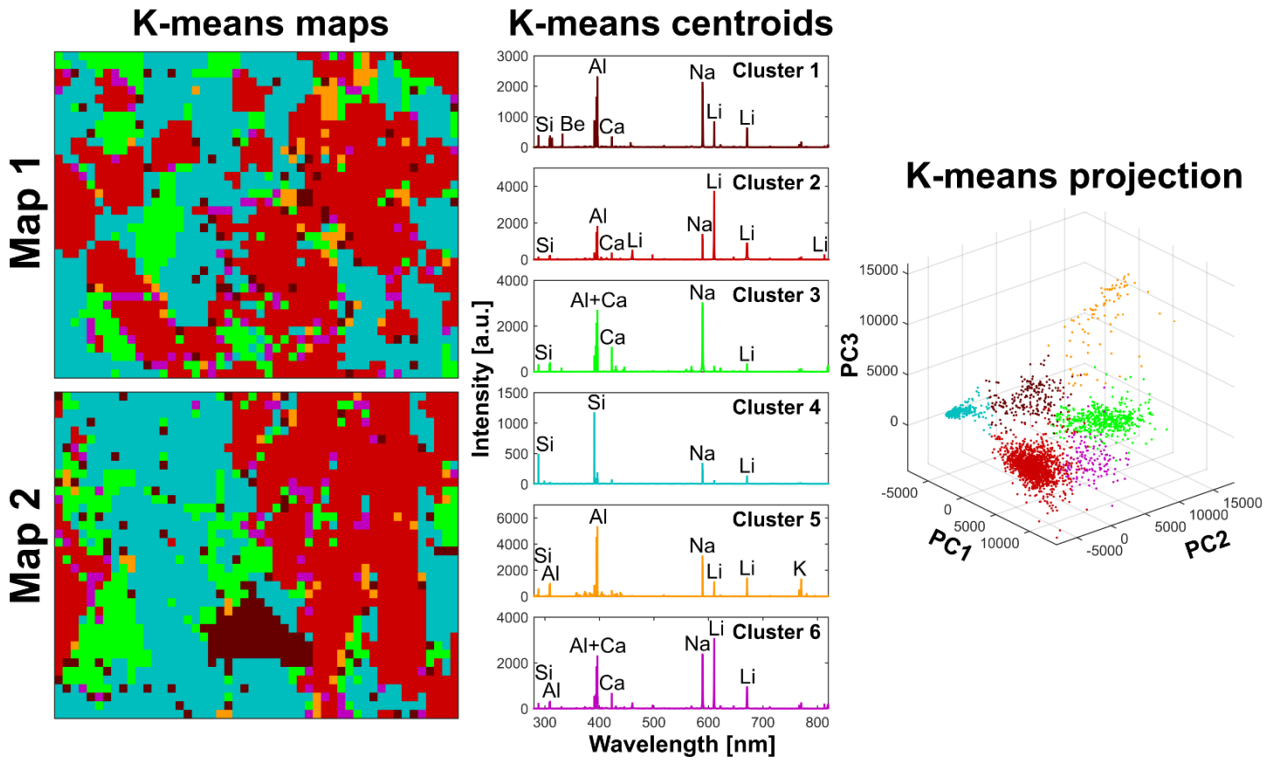 K-means maps
K-means centroids
K-means projection
Map 1
Map 2
Intensity [a.u.]
3000
2000
1000
0
Al
Na
Cluster 1
Si
Be
Ca
Li
Li
4000
2000
0
Li
Cluster 2
Al
Na
Si
Ca
Li
Li
Li
4000
2000
0
Na
Cluster 3
Al+Ca
Ca
Si
Li
1500
1000
500
0
Si
Cluster 4
Si
Na
Li
6000
4000
2000
0
Al
Cluster 5
Na
Si
Al
Li
Li
K
4000
2000
0
Li
Cluster 6
Al+Ca
Na
Si
Al
Ca
Li
300 400 500 600 700 800
Wavelength [nm]
15000
10000
5000
0
PC3
-5000
0
5000
10000
PC1
-5000
0
5000
10000
15000
PC2